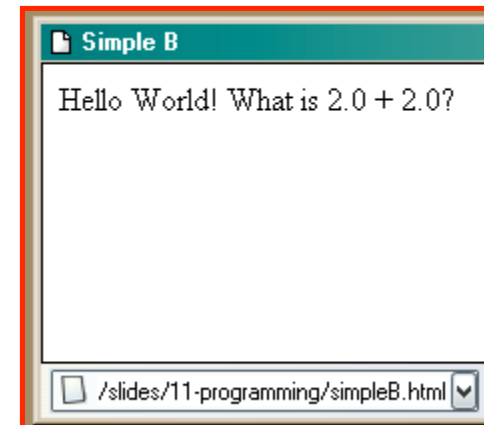 Simple B
Hello World! What is 2.0 + 2.0?
/slides/11-programming/simpleB.html